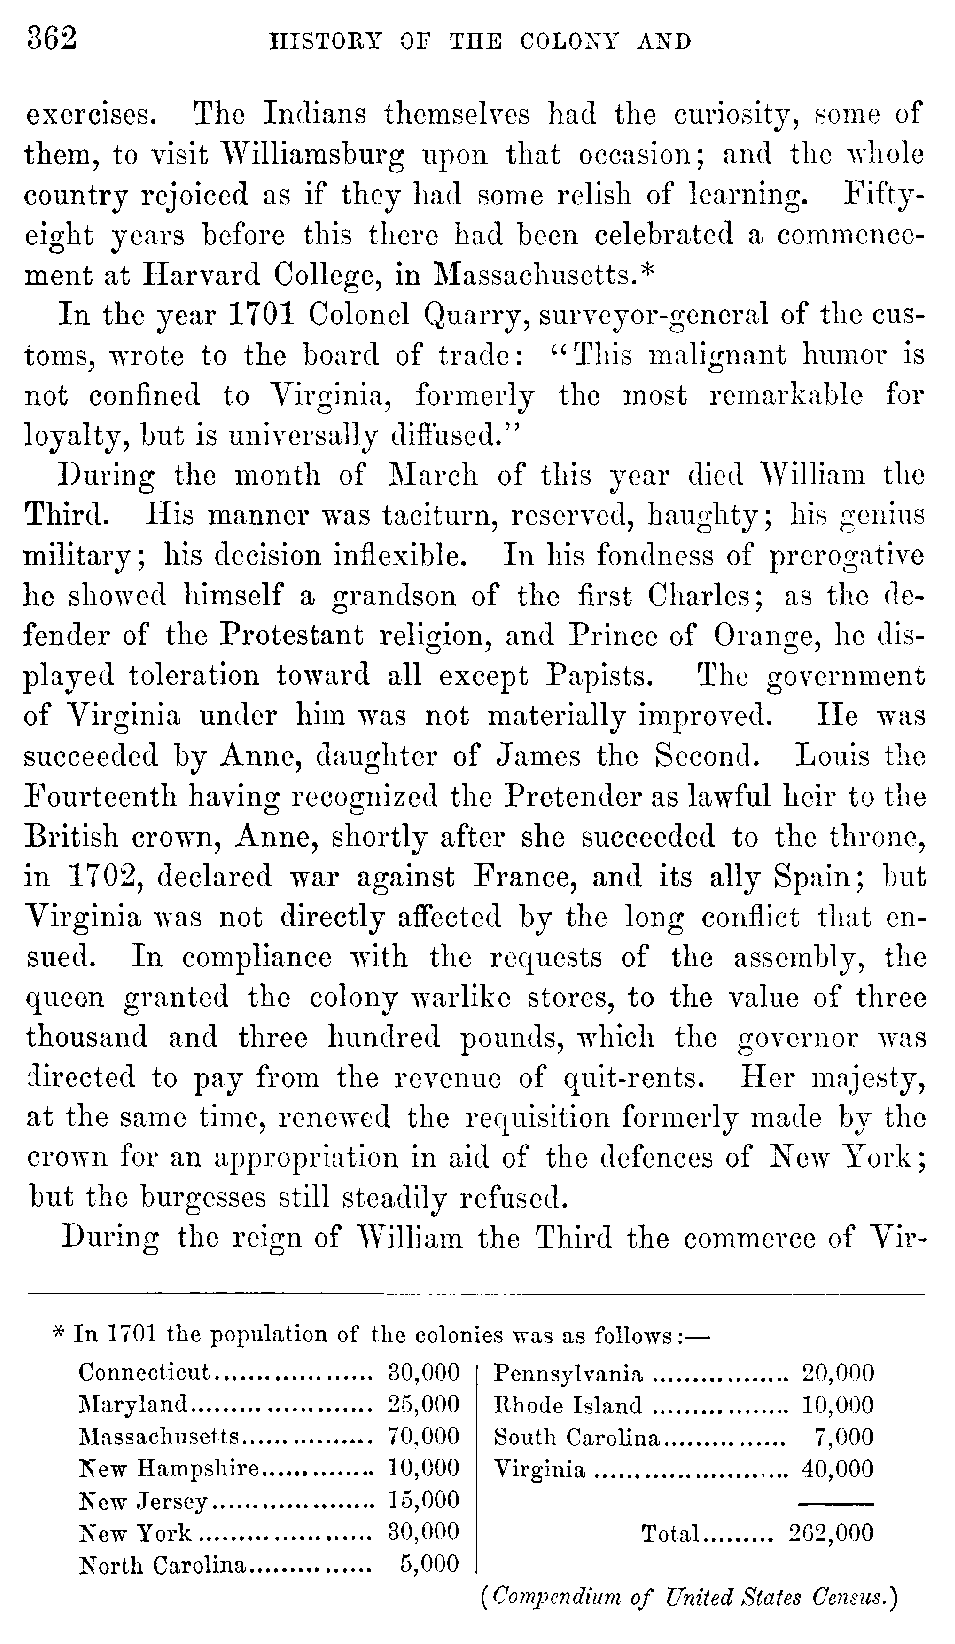 362 HISTORY OF THE COLONY AND
exercises. The Indians themselves had the curiosity, some of
them, to visit Williamsburg upon that occasion; and the whole
country rejoiced as if they had some relish of learning. Fifty-
eight years before this there had been celebrated a commence-
ment at Harvard College, in Massachusetts.*
In the year 1701 Colonel Quarry, surveyor-general of the cus-
toms, wrote to the board of trade: "This malignant humor is
not confined to Virginia, formerly the most remarkable for
loyalty, but is universally diffused."
During the month of March of this year died William the
Third. His manner was taciturn, reserved, haughty; his genius
military; his decision inflexible. In his fondness of prerogative
he showed himself a grandson of the first Charles; as the de-
fender of the Protestant religion, and Prince of Orange, he dis-
played toleration toward all except Papists. The government
of Virginia under him was not materially improved. He was
succeeded by Anne, daughter of James the Second. Louis the
Fourteenth having recognized the Pretender as lawful heir to the
British crown, Anne, shortly after she succeeded to the throne,
in 1702, declared war against France, and its ally Spain; but
Virginia was not directly affected by the long conflict that en-
sued. In compliance with the requests of the assembly, the
queen granted the colony warlike stores, to the value of three
thousand and three hundred pounds, which the governor was
directed to pay from the revenue of quit-rents. Her majesty,
at the same time, renewed the requisition formerly made by the
crown for an appropriation in aid of the defences of New York;
but the burgesses still steadily refused.
During the reign of William the Third the commerce of Vir-
* In 1701 the population of the colonies was as follows:—
Connecticut................... 30,000
Maryland...................... 25,000
Massachusetts................ 70,000
New Hampshire.............. 10,000
New Jersey.................... 15,000
New York ..................... 30,000
North Carolina............... 5,000
Pennsylvania ................. 20,000
Rhode Island ................. 10,000
South Carolina............... 7,000
Virginia ........................ 40,000
Total......... 262,000
(Compendium of United States Census.)